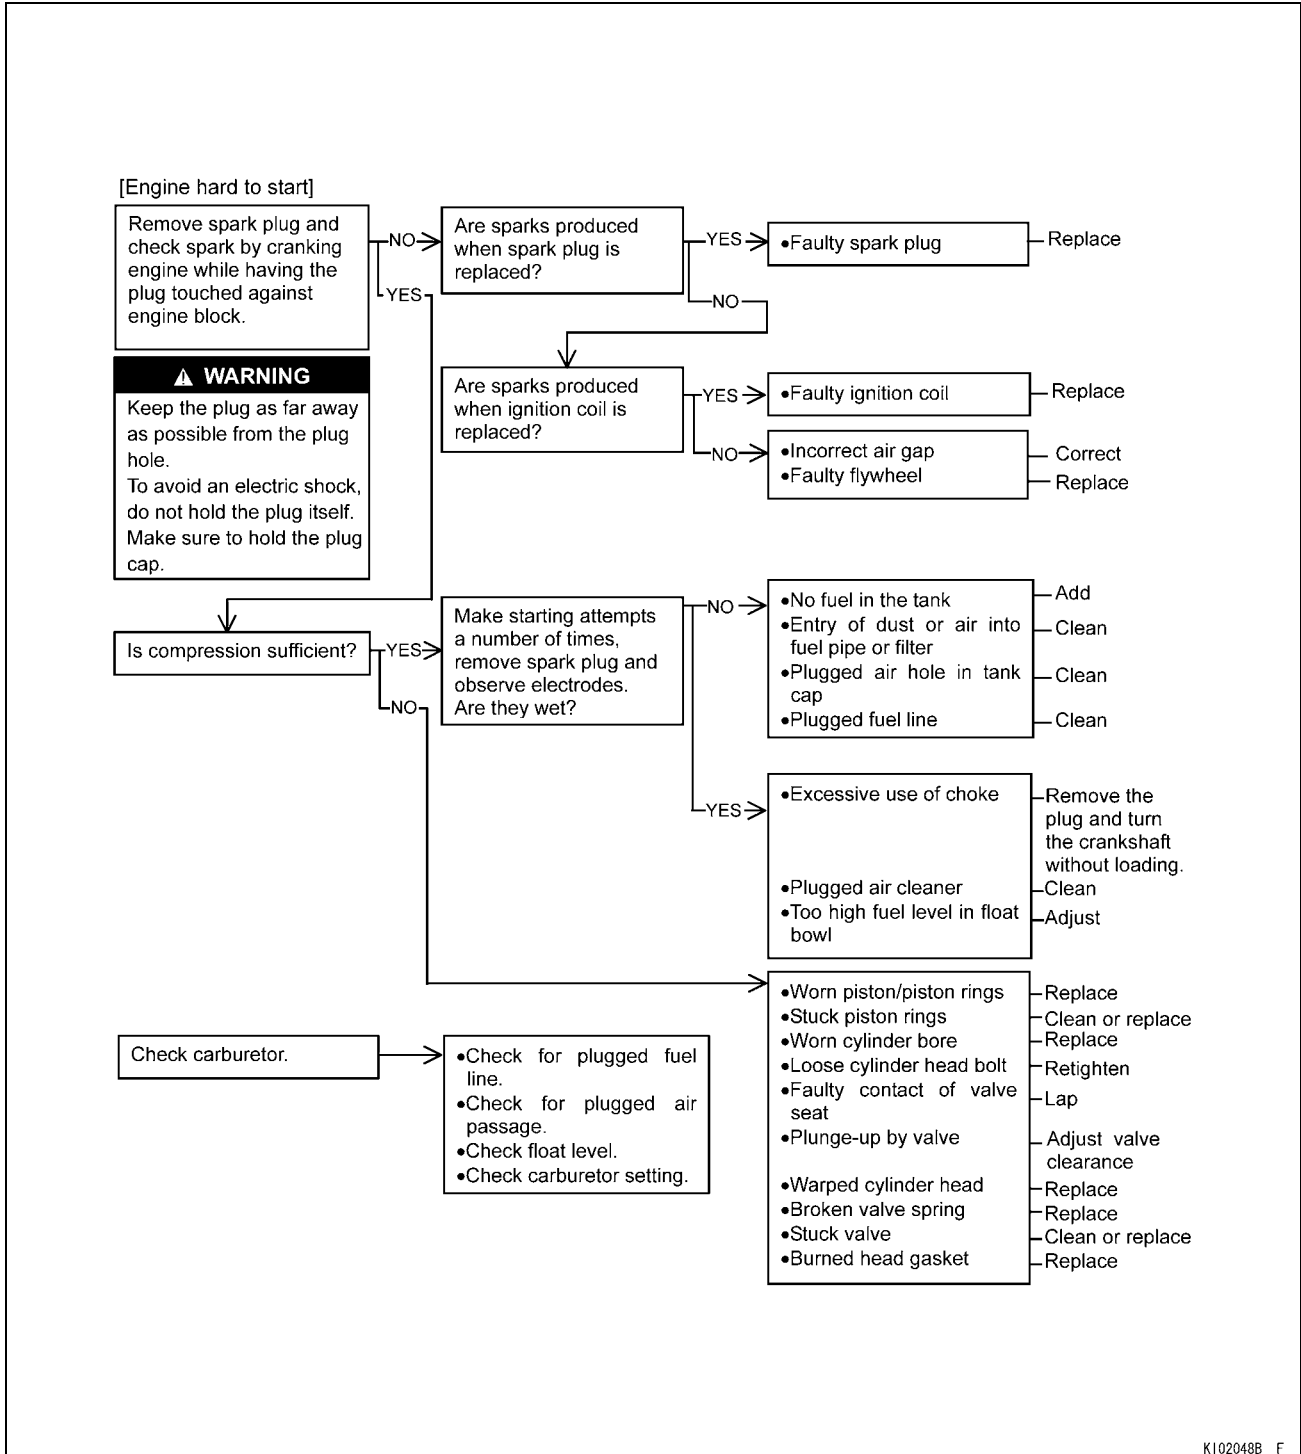 [Engine hard to start]
Remove spark plug and
check spark by cranking
engine while having the
plug touched against
engine block.
NO
YES
Are sparks produced
when spark plug is
replaced?
YES
NO
•Faulty spark plug
Replace
⚠ WARNING
Keep the plug as far away
as possible from the plug
hole.
To avoid an electric shock,
do not hold the plug itself.
Make sure to hold the plug
cap.
Are sparks produced
when ignition coil is
replaced?
YES
NO
•Faulty ignition coil
Replace
•Incorrect air gap
•Faulty flywheel
Correct
Replace
Is compression sufficient?
YES
NO
Make starting attempts
a number of times,
remove spark plug and
observe electrodes.
Are they wet?
NO
YES
•No fuel in the tank
•Entry of dust or air into
fuel pipe or filter
•Plugged air hole in tank
cap
•Plugged fuel line
Add
Clean
Clean
Clean
•Excessive use of choke
•Plugged air cleaner
•Too high fuel level in float
bowl
Remove the
plug and turn
the crankshaft
without loading.
Clean
Adjust
•Worn piston/piston rings
•Stuck piston rings
•Worn cylinder bore
•Loose cylinder head bolt
•Faulty contact of valve
seat
•Plunge-up by valve
•Warped cylinder head
•Broken valve spring
•Stuck valve
•Burned head gasket
Replace
Clean or replace
Replace
Retighten
Lap
Adjust valve
clearance
Replace
Replace
Clean or replace
Replace
Check carburetor.
•Check for plugged fuel
line.
•Check for plugged air
passage.
•Check float level.
•Check carburetor setting.
KI02048B F